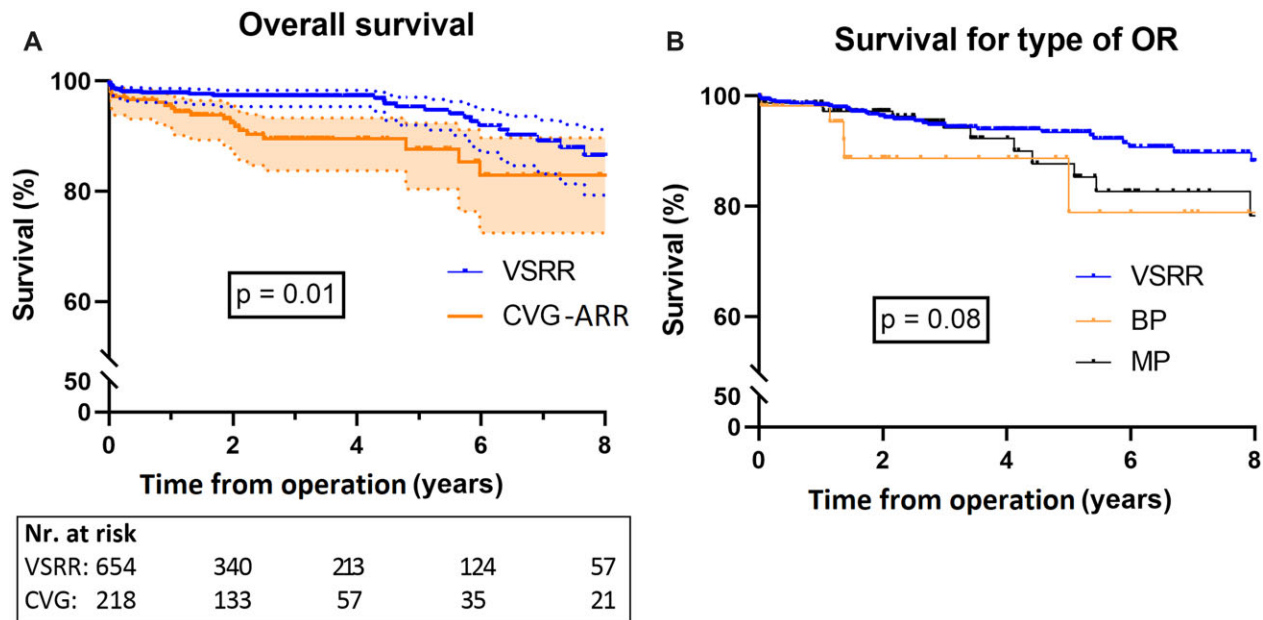 A
Overall survival
Survival (%)
100
80
60
50
0
p = 0.01
VSRR
CVG-ARR
0 2 4 6 8
Time from operation (years)
Nr. at risk
VSRR: 654 340 213 124 57
CVG: 218 133 57 35 21
B
Survival for type of OR
Survival (%)
100
80
60
50
0
p = 0.08
VSRR
BP
MP
0 2 4 6 8
Time from operation (years)